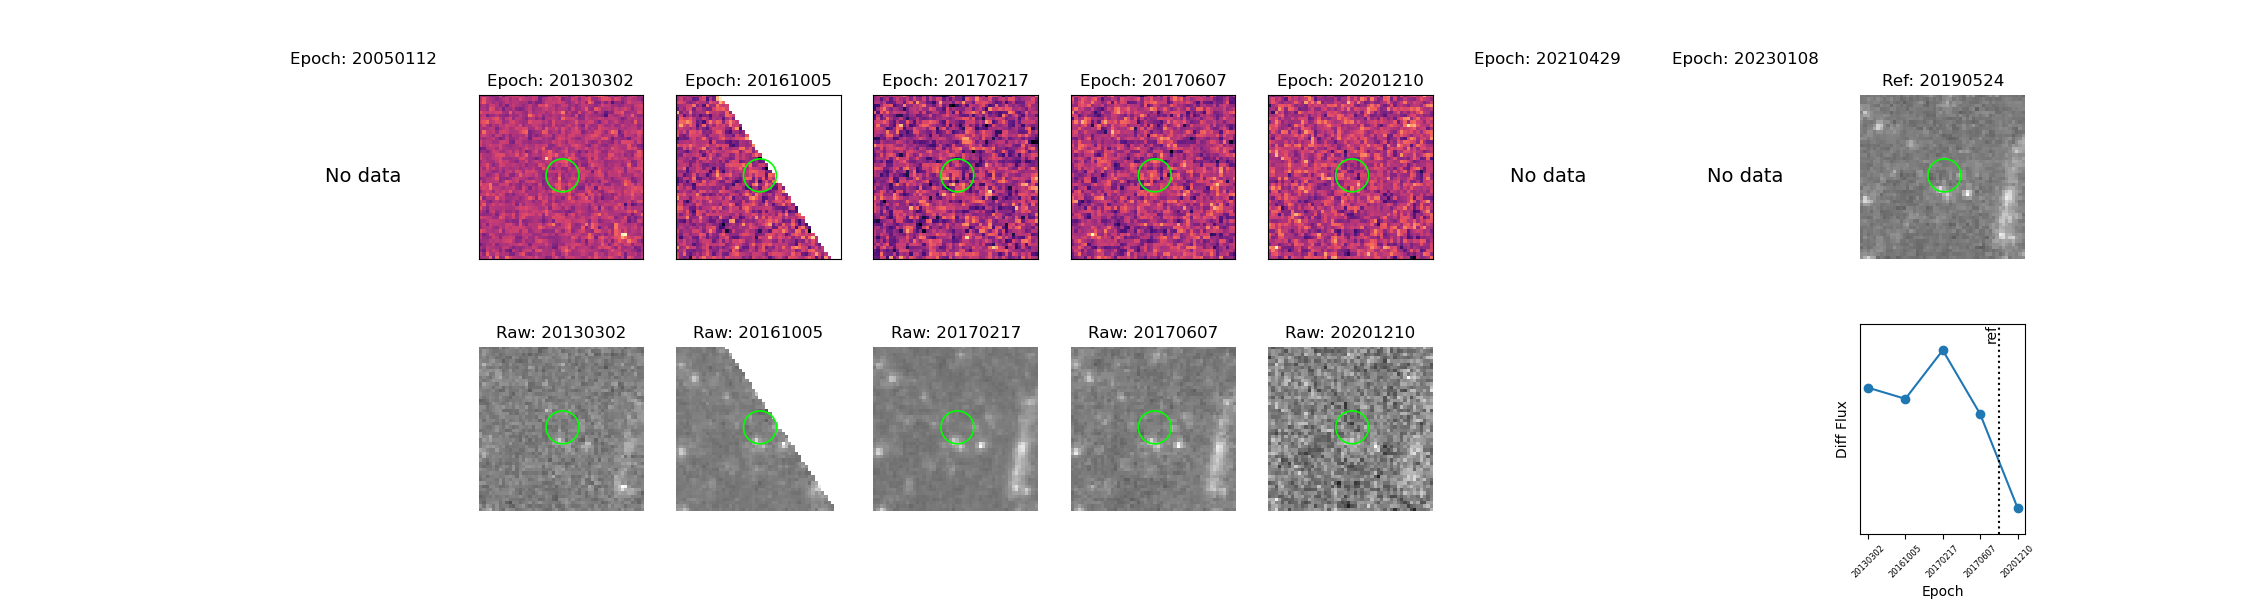 Epoch: 20050112
No data
Epoch: 20130302
Epoch: 20161005
Epoch: 20170217
Epoch: 20170607
Epoch: 20201210
Epoch: 20210429
No data
Epoch: 20230108
No data
Ref: 20190524
Raw: 20130302
Raw: 20161005
Raw: 20170217
Raw: 20170607
Raw: 20201210
ref
Diff Flux
20130302
20161005
20170217
20170607
20201210
Epoch